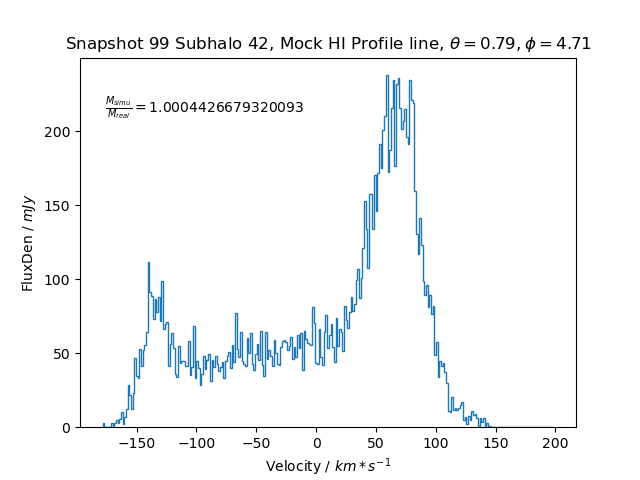 Snapshot 99 Subhalo 42, Mock HI Profile line, θ = 0.79, ϕ = 4.71
M_simu/M_real = 1.0004426679320093
FluxDen / mJy
200
150
100
50
0
−150 −100 −50 0 50 100 150 200
Velocity / km * s⁻¹